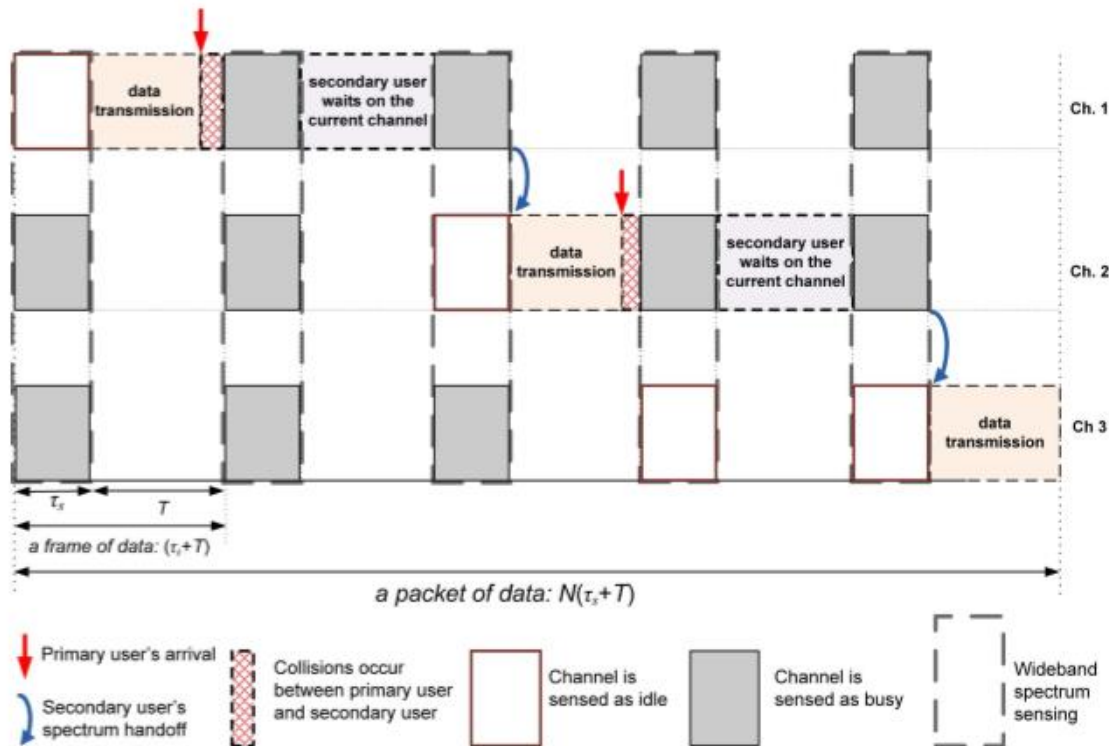 data
transmission
secondary user
waits on the
current channel
Ch. 1
data
transmission
secondary user
waits on the
current channel
Ch. 2
data
transmission
Ch 3
τs
T
a frame of data: (τs+T)
a packet of data: N(τs+T)
Primary user's arrival
Secondary user's
spectrum handoff
Collisions occur
between primary user
and secondary user
Channel is
sensed as idle
Channel is
sensed as busy
Wideband
spectrum
sensing